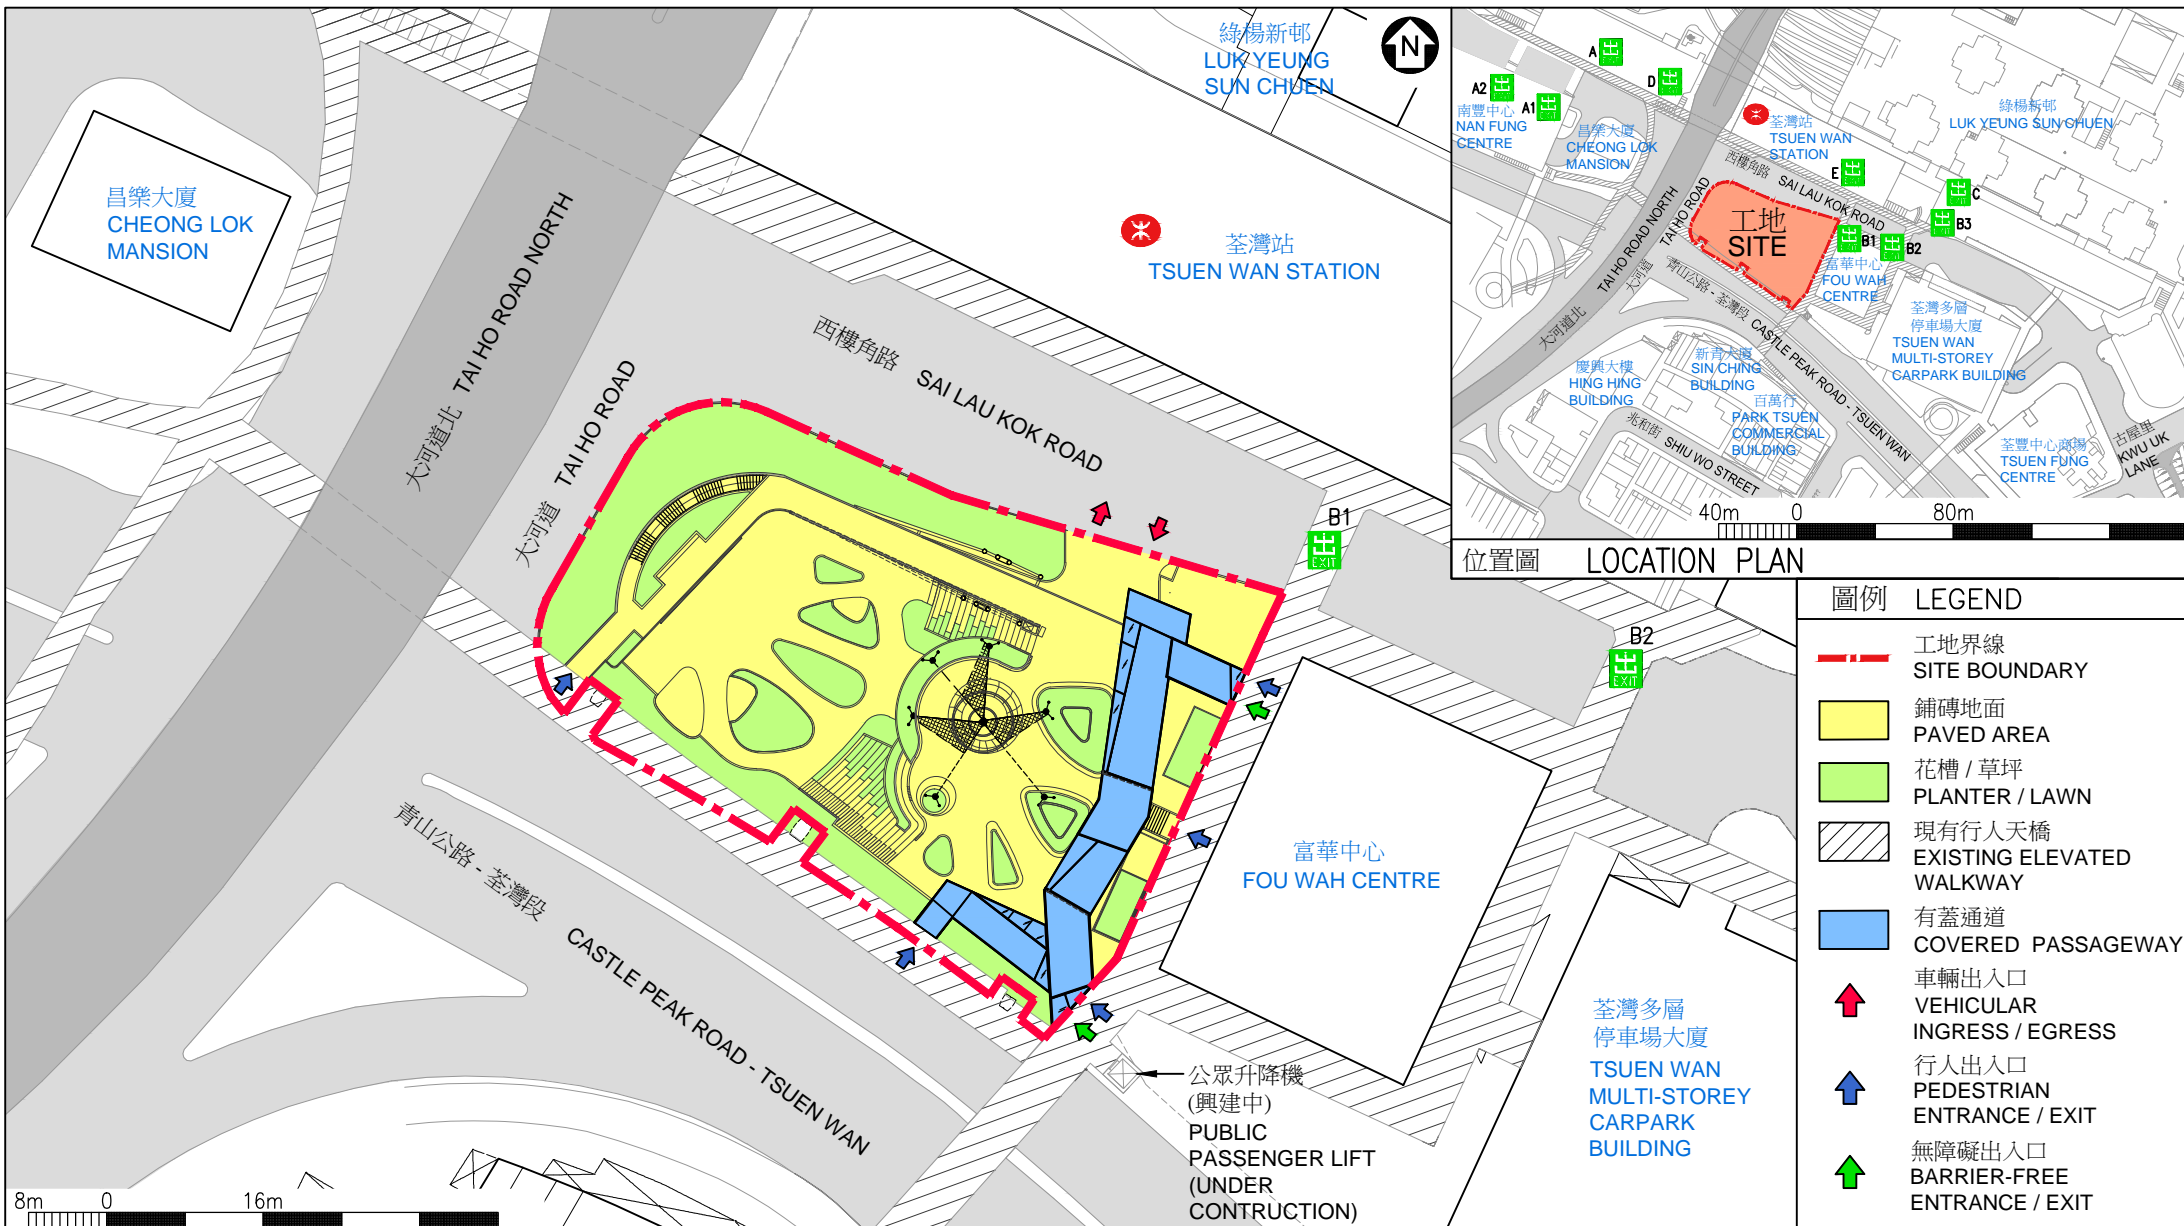 綠楊新邨
LUK YEUNG
SUN CHUEN
N
昌樂大廈
CHEONG LOK
MANSION
荃灣站
TSUEN WAN STATION
大河道北 TAI HO ROAD NORTH
大河道 TAI HO ROAD
西樓角路 SAI LAU KOK ROAD
B1
EXIT
B2
EXIT
青山公路 - 荃灣段 CASTLE PEAK ROAD - TSUEN WAN
富華中心
FOU WAH CENTRE
荃灣多層
停車場大廈
TSUEN WAN
MULTI-STOREY
CARPARK
BUILDING
公眾升降機
(興建中)
PUBLIC
PASSENGER LIFT
(UNDER
CONTRUCTION)
8m 0 16m
A
D
A2
A1
南豐中心
NAN FUNG
CENTRE
昌樂大廈
CHEONG LOK
MANSION
荃灣站
TSUEN WAN
STATION
綠楊新邨
LUK YEUNG SUN CHUEN
西樓角路 SAI LAU KOK ROAD
E
C
B3
B1
B2
工地
SITE
TAI HO ROAD NORTH
大河道北
TAI HO ROAD
大河道
富華中心
FOU WAH
CENTRE
青山公路 - 荃灣段 CASTLE PEAK ROAD - TSUEN WAN
荃灣多層
停車場大廈
TSUEN WAN
MULTI-STOREY
CARPARK BUILDING
慶興大樓
HING HING
BUILDING
新青大廈
SIN CHING
BUILDING
百萬行
PARK TSUEN
COMMERCIAL
BUILDING
兆和街 SHIU WO STREET
荃豐中心商場
TSUEN FUNG
CENTRE
古屋里
KWU UK
LANE
40m 0 80m
位置圖 LOCATION PLAN
圖例 LEGEND
工地界線
SITE BOUNDARY
鋪磚地面
PAVED AREA
花槽 / 草坪
PLANTER / LAWN
現有行人天橋
EXISTING ELEVATED
WALKWAY
有蓋通道
COVERED PASSAGEWAY
車輛出入口
VEHICULAR
INGRESS / EGRESS
行人出入口
PEDESTRIAN
ENTRANCE / EXIT
無障礙出入口
BARRIER-FREE
ENTRANCE / EXIT